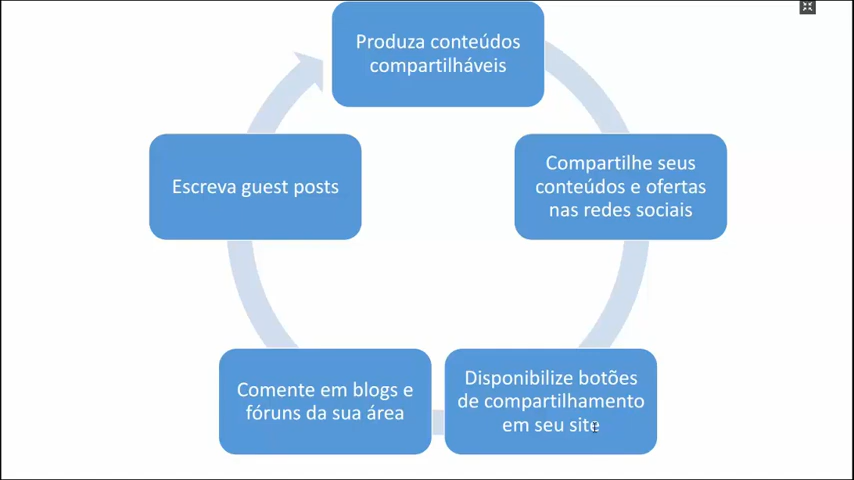 Produza conteúdos
compartilháveis
Compartilhe seus
conteúdos e ofertas
nas redes sociais
Disponibilize botões
de compartilhamento
em seu site
Comente em blogs e
fóruns da sua área
Escreva guest posts